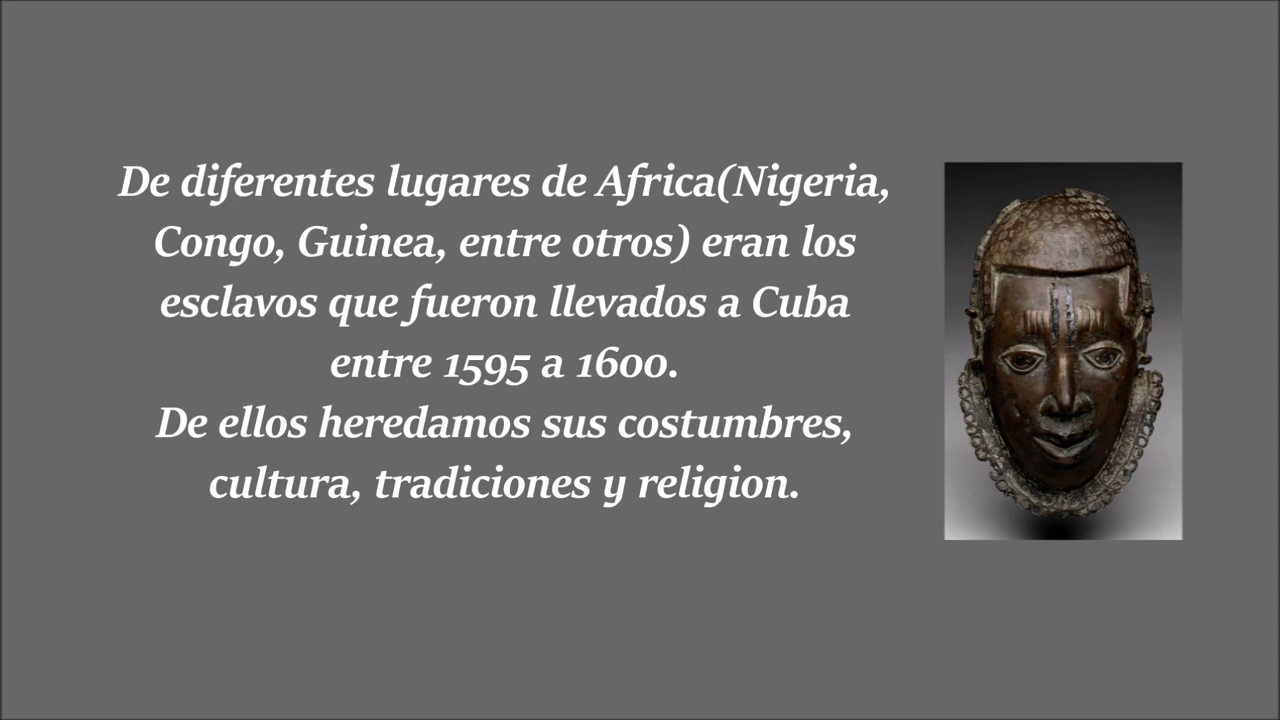 De diferentes lugares de Africa(Nigeria,
Congo, Guinea, entre otros) eran los
esclavos que fueron llevados a Cuba
entre 1595 a 1600.
De ellos heredamos sus costumbres,
cultura, tradiciones y religion.